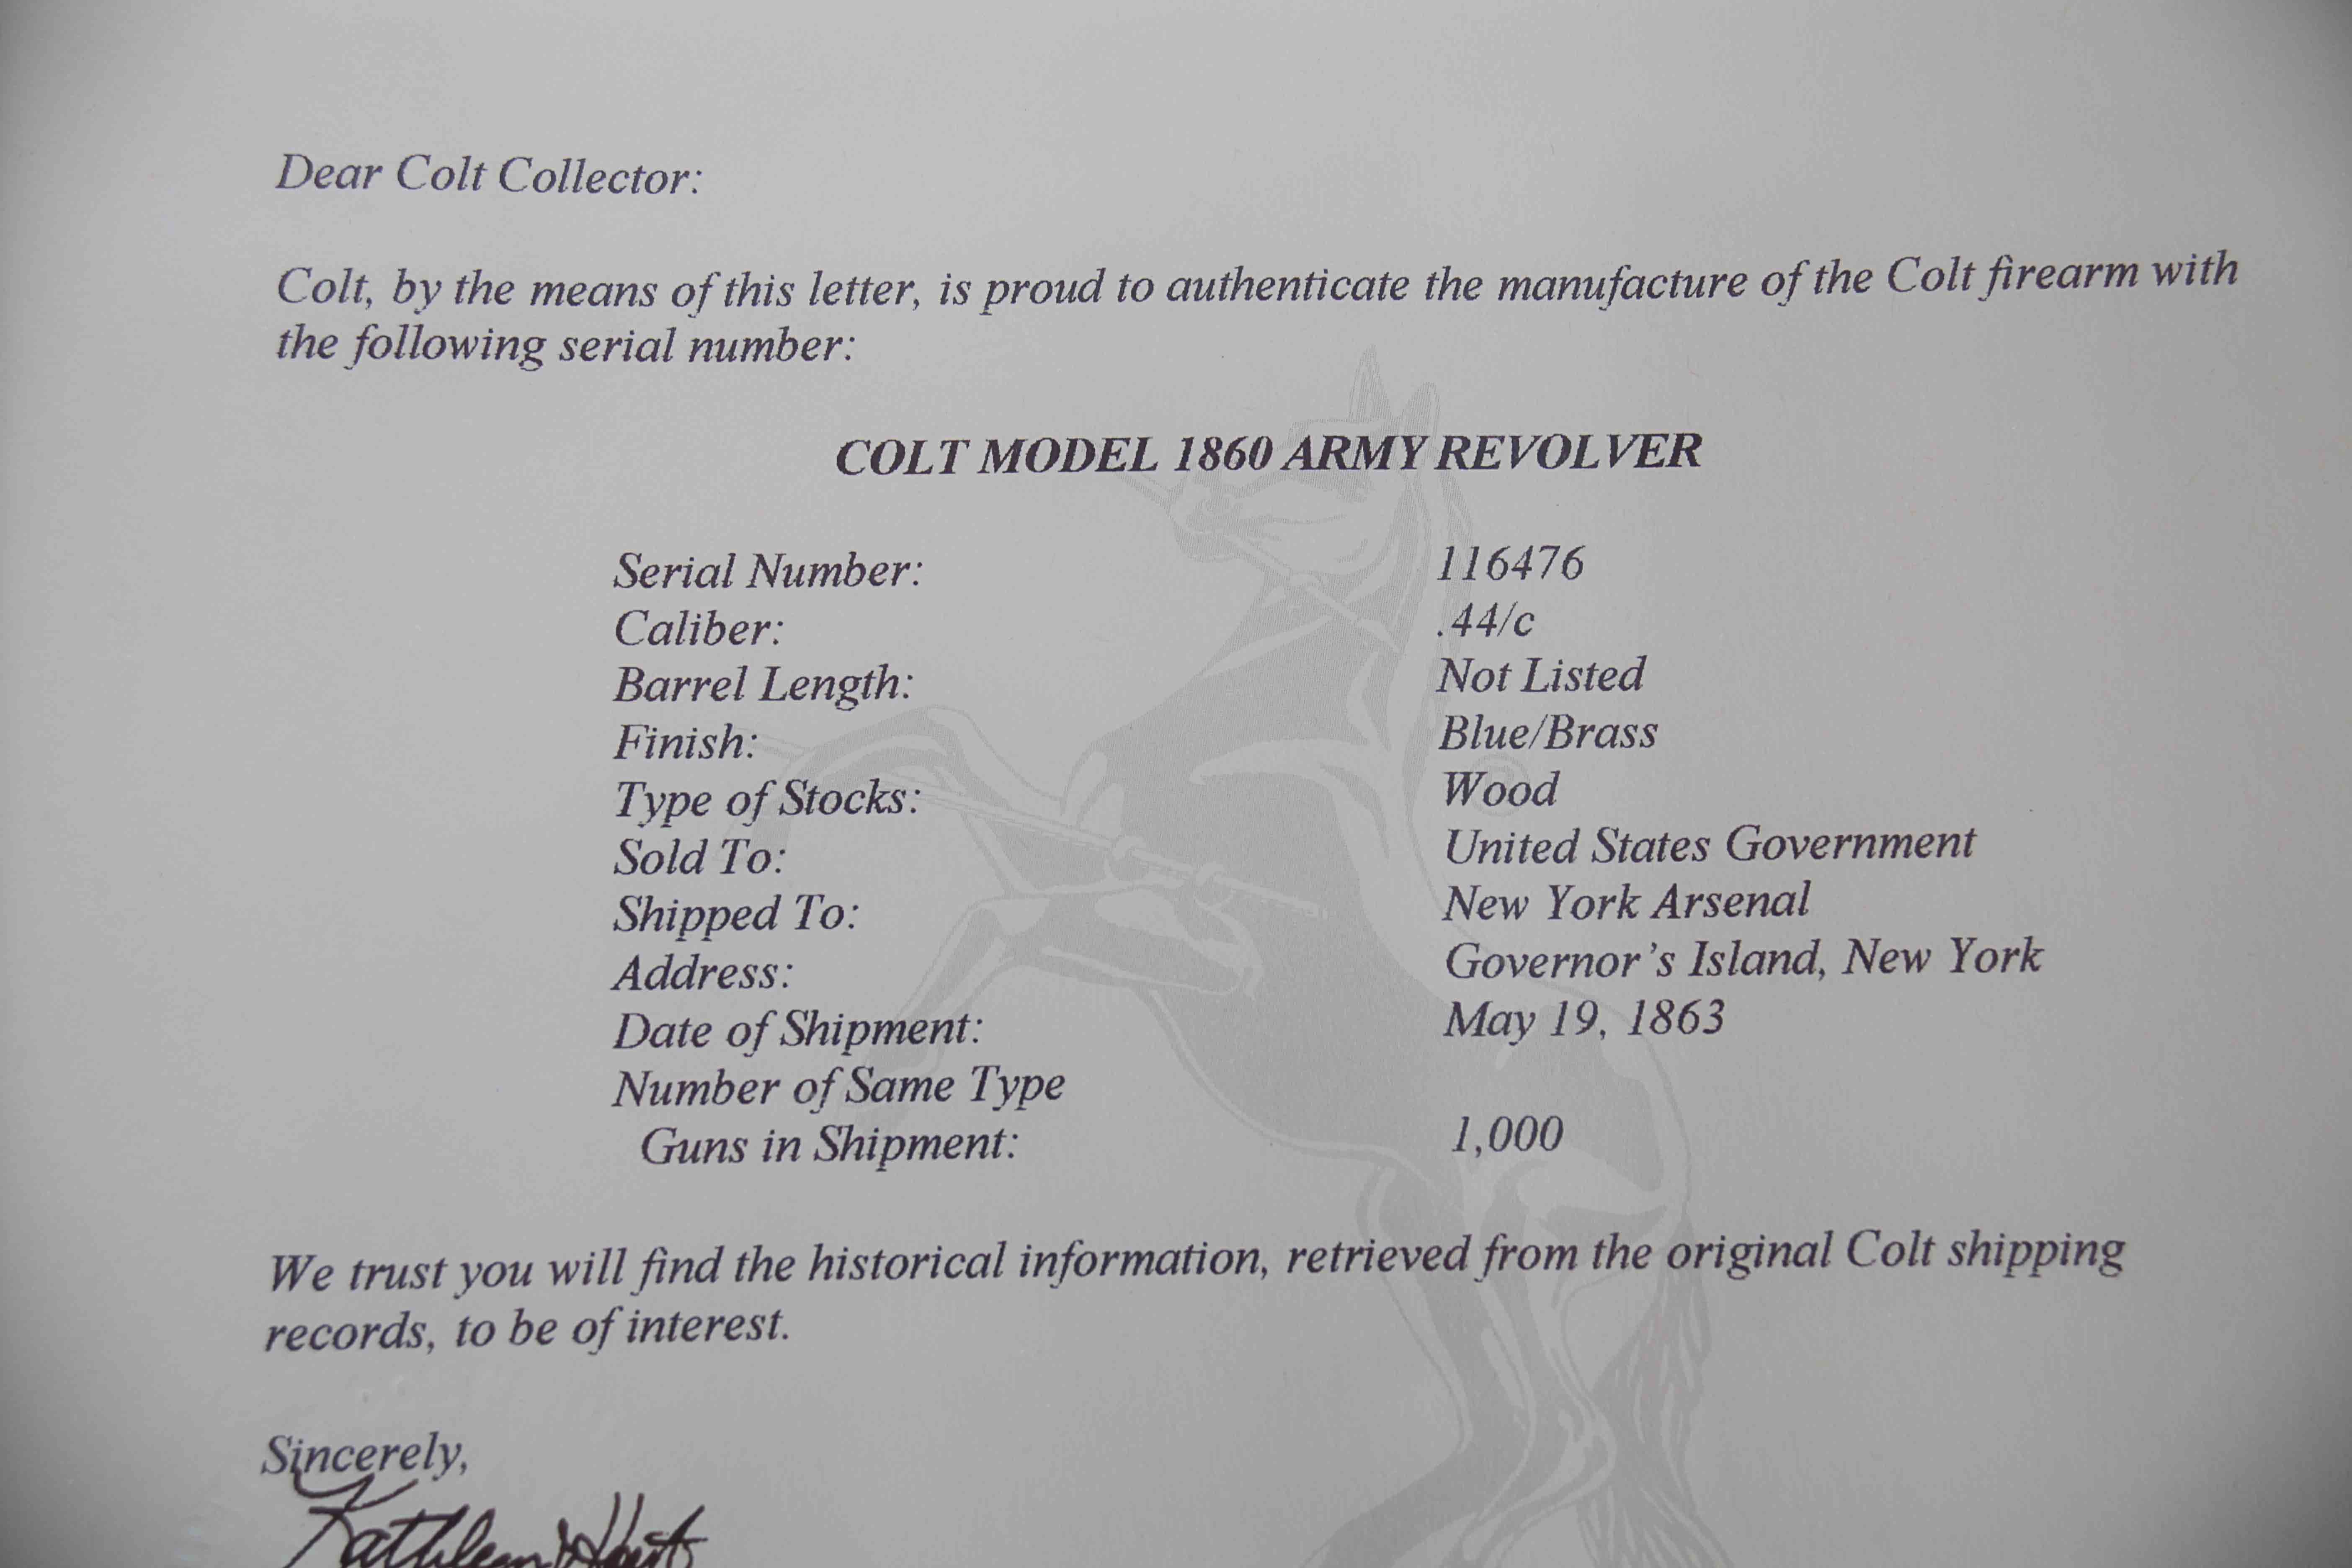 Dear Colt Collector:
Colt, by the means of this letter, is proud to authenticate the manufacture of the Colt firearm with
the following serial number:
COLT MODEL 1860 ARMY REVOLVER
Serial Number: 116476
Caliber: .44/c
Barrel Length: Not Listed
Finish: Blue/Brass
Type of Stocks: Wood
Sold To: United States Government
Shipped To: New York Arsenal
Address: Governor's Island, New York
Date of Shipment: May 19, 1863
Number of Same Type
Guns in Shipment: 1,000
We trust you will find the historical information, retrieved from the original Colt shipping
records, to be of interest.
Sincerely,
Kathleen